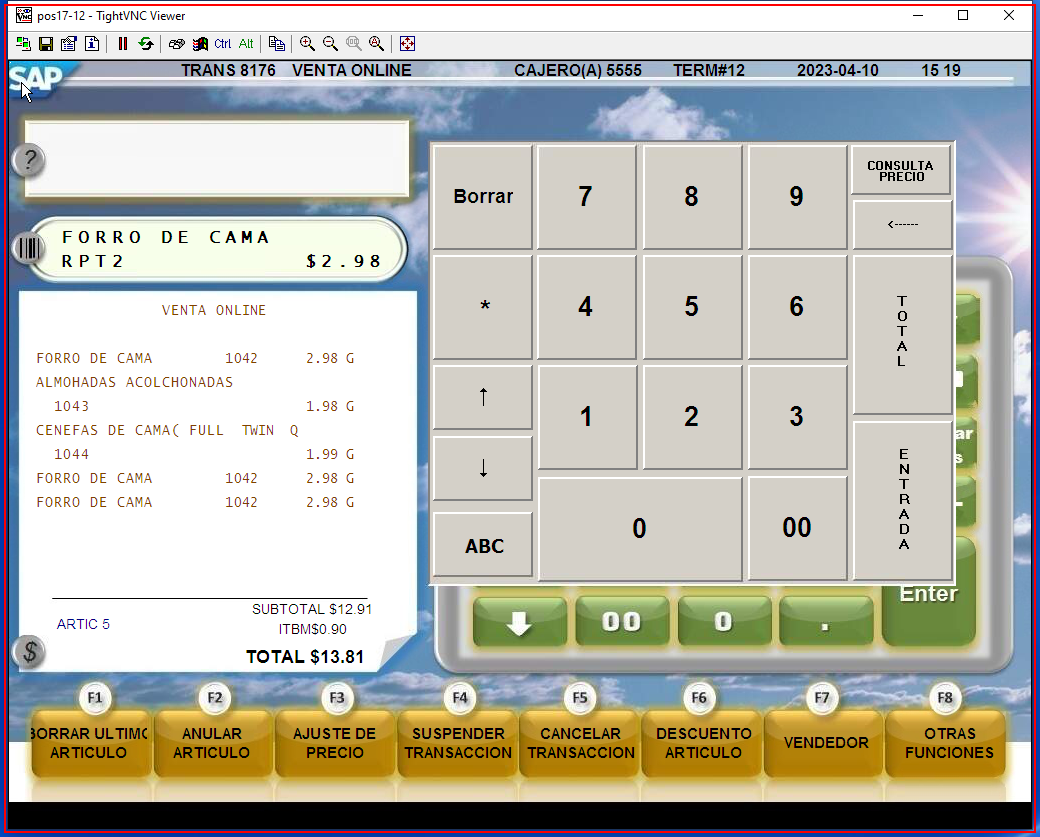 pos17-12 - TightVNC Viewer
Ctrl Alt
SAP TRANS 8176 VENTA ONLINE CAJERO(A) 5555 TERM#12 2023-04-10 15 19
?
FORRO DE CAMA
RPT2 $2.98
VENTA ONLINE
FORRO DE CAMA 1042 2.98 G
ALMOHADAS ACOLCHONADAS
1043 1.98 G
CENEFAS DE CAMA( FULL TWIN Q
1044 1.99 G
FORRO DE CAMA 1042 2.98 G
FORRO DE CAMA 1042 2.98 G
SUBTOTAL $12.91
ARTIC 5
ITBM$0.90
$
TOTAL $13.81
Borrar 7 8 9 CONSULTA
PRECIO
<------
* 4 5 6 TOTAL
↑ 1 2 3
↓
ENTRADA
ABC 0 00
ar
s
Enter
00 0 .
F1 F2 F3 F4 F5 F6 F7 F8
BORRAR ULTIMO ANULAR AJUSTE DE SUSPENDER CANCELAR DESCUENTO VENDEDOR OTRAS
ARTICULO ARTICULO PRECIO TRANSACCION TRANSACCION ARTICULO FUNCIONES